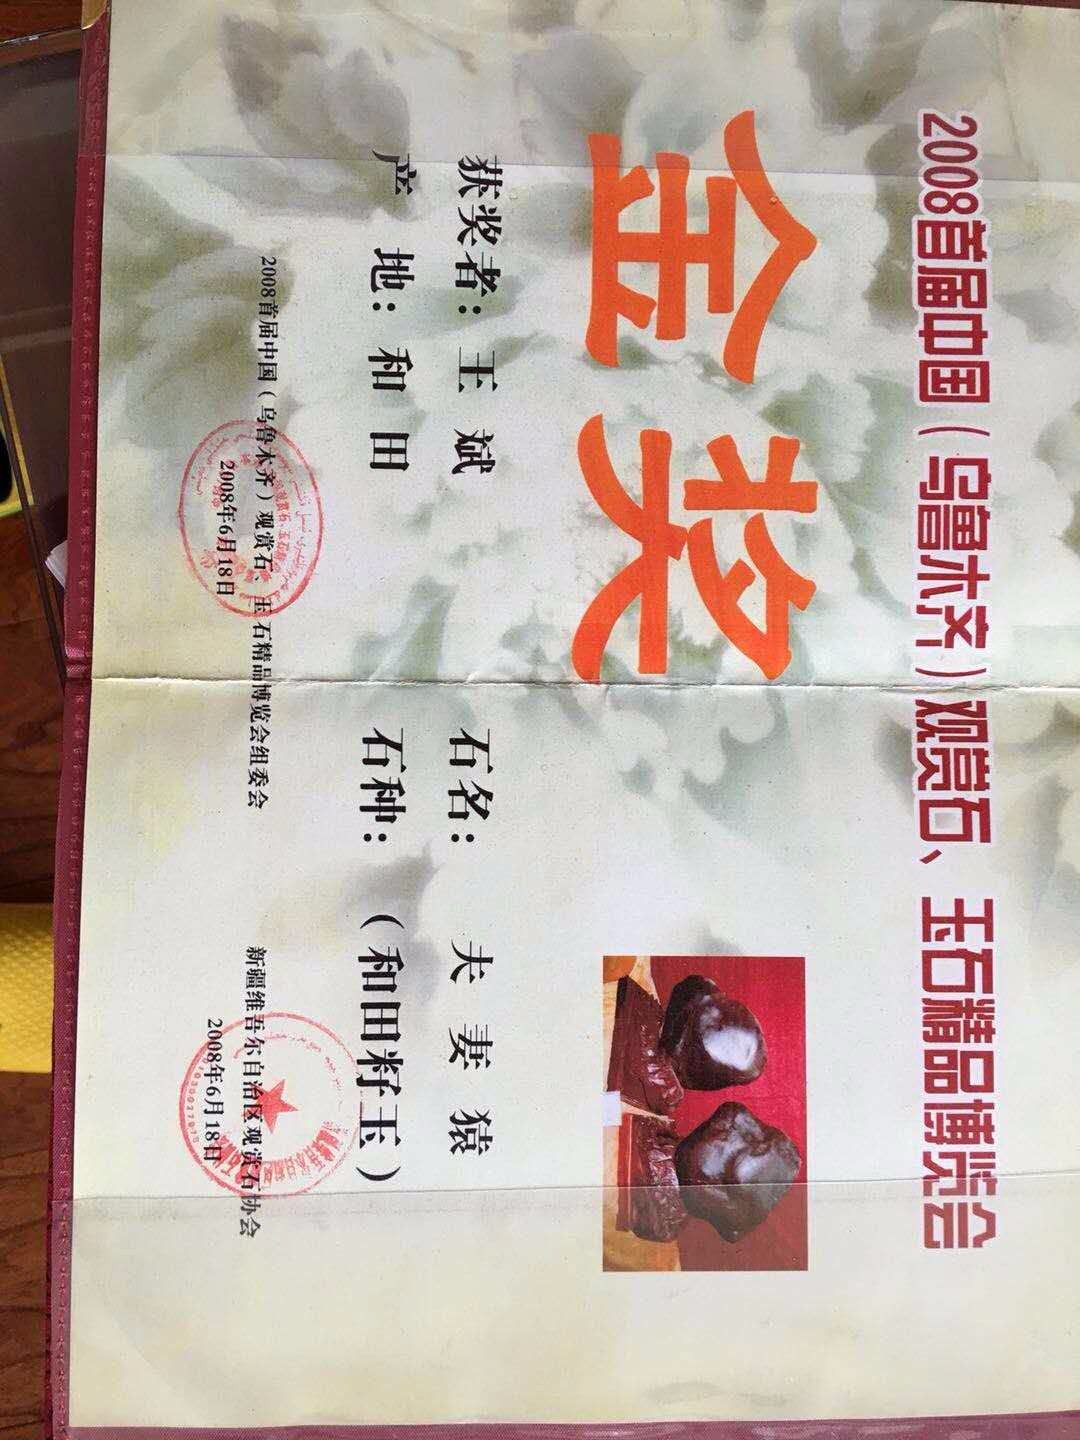 2008首届中国（乌鲁木齐）观赏石、玉石精品博览会
金奖
获奖者：王斌
石名：夫妻猿
产地：和田
石种：（和田籽玉）
2008首届中国（乌鲁木齐）观赏石、玉石精品博览会组委会
新疆维吾尔自治区观赏石协会
2008年6月18日
2008年6月18日